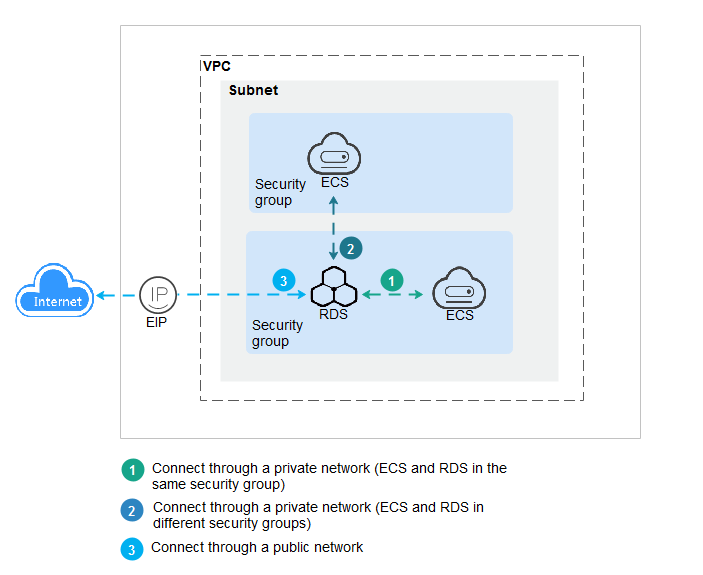 VPC
Subnet
ECS
Security
group
2
3
1
Internet
IP
EIP
RDS
ECS
Security
group
1 Connect through a private network (ECS and RDS in the
same security group)
2 Connect through a private network (ECS and RDS in
different security groups)
3 Connect through a public network